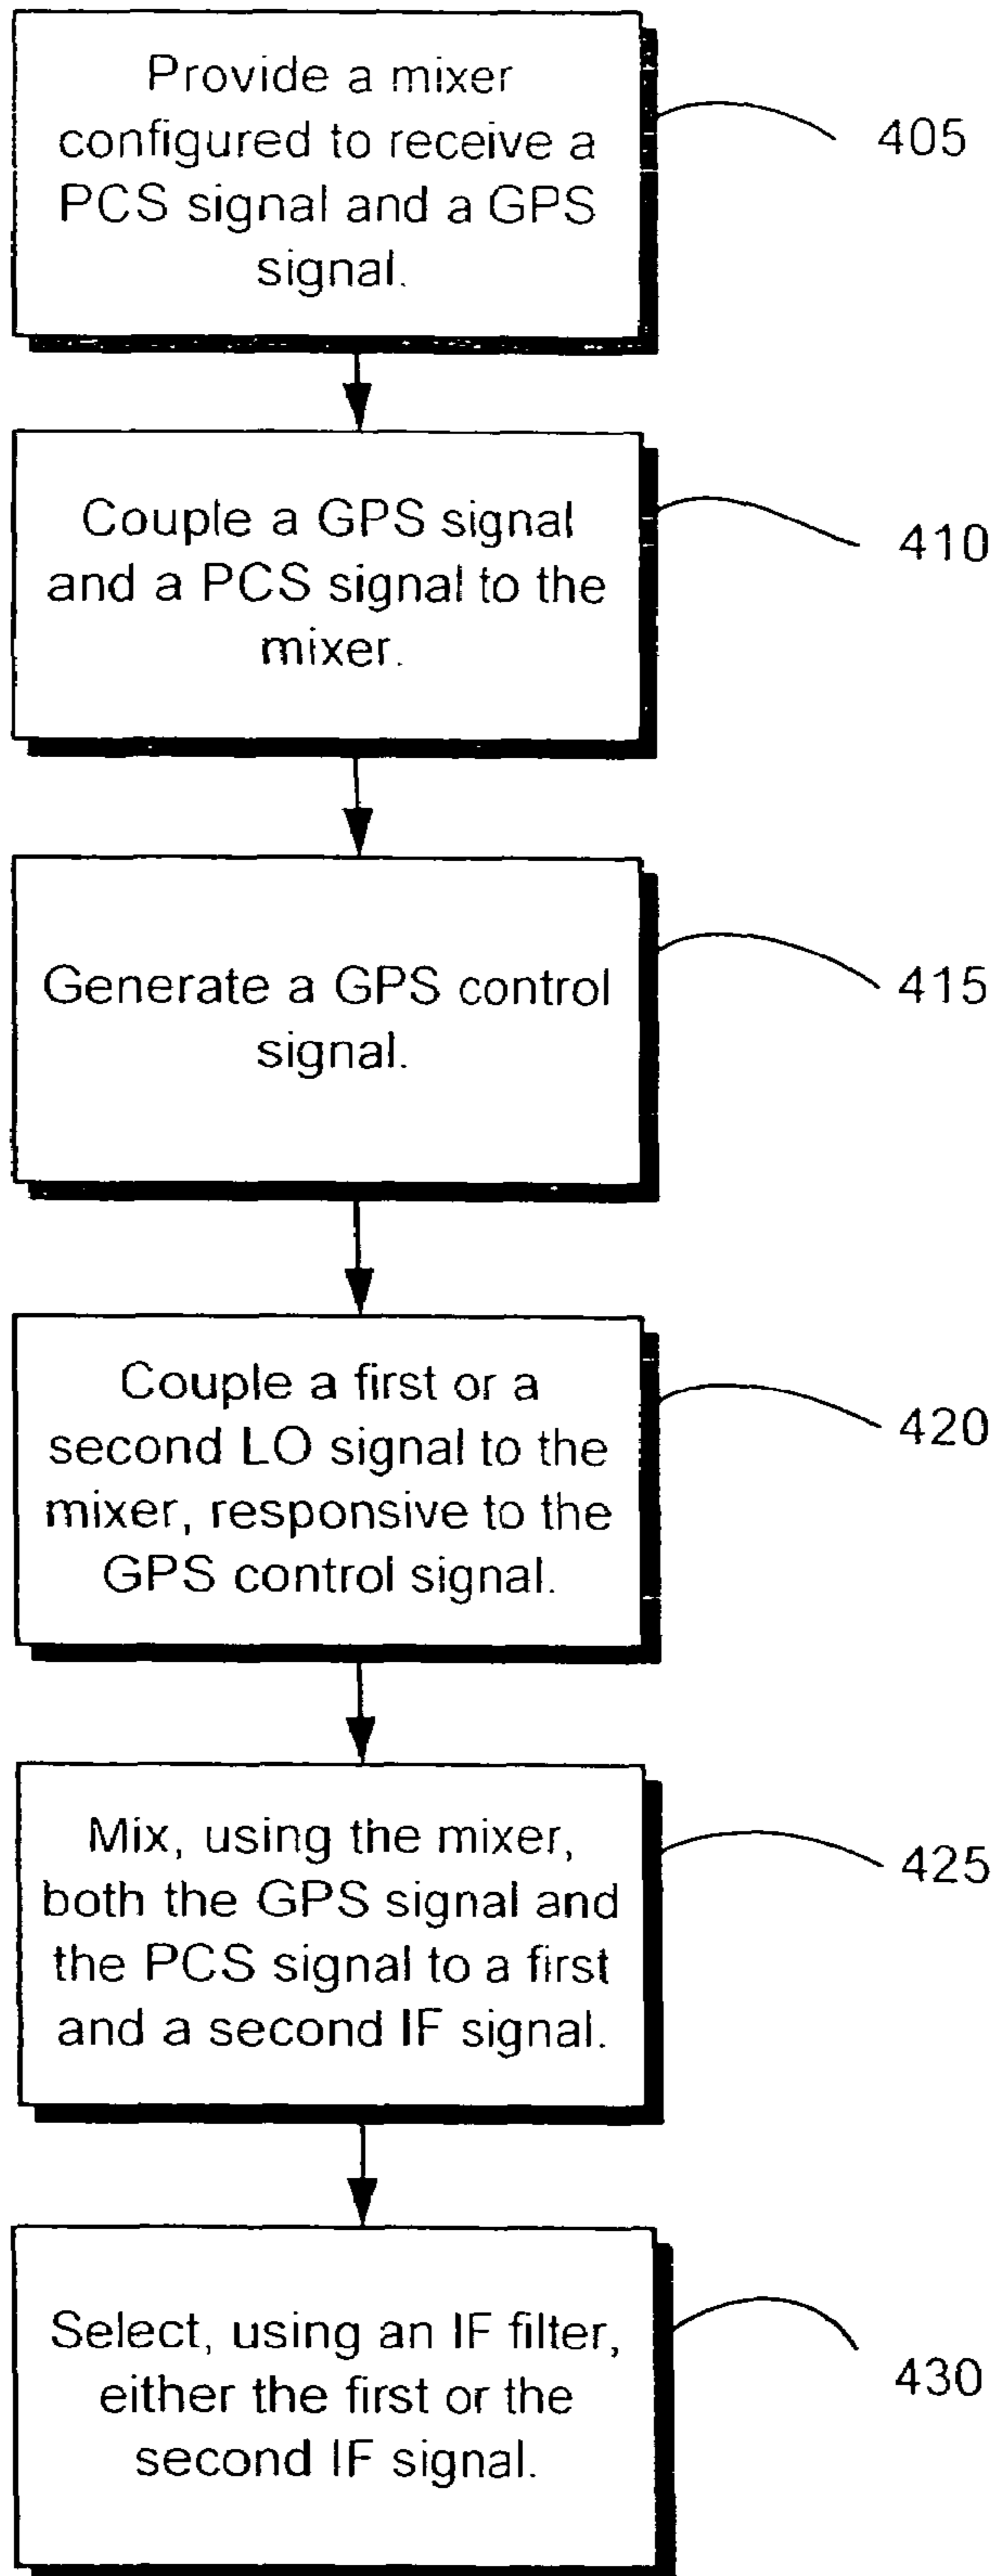 Provide a mixer
configured to receive a
PCS signal and a GPS
signal.
405
Couple a GPS signal
and a PCS signal to the
mixer.
410
Generate a GPS control
signal.
415
Couple a first or a
second LO signal to the
mixer, responsive to the
GPS control signal.
420
Mix, using the mixer,
both the GPS signal and
the PCS signal to a first
and a second IF signal.
425
Select, using an IF filter,
either the first or the
second IF signal.
430